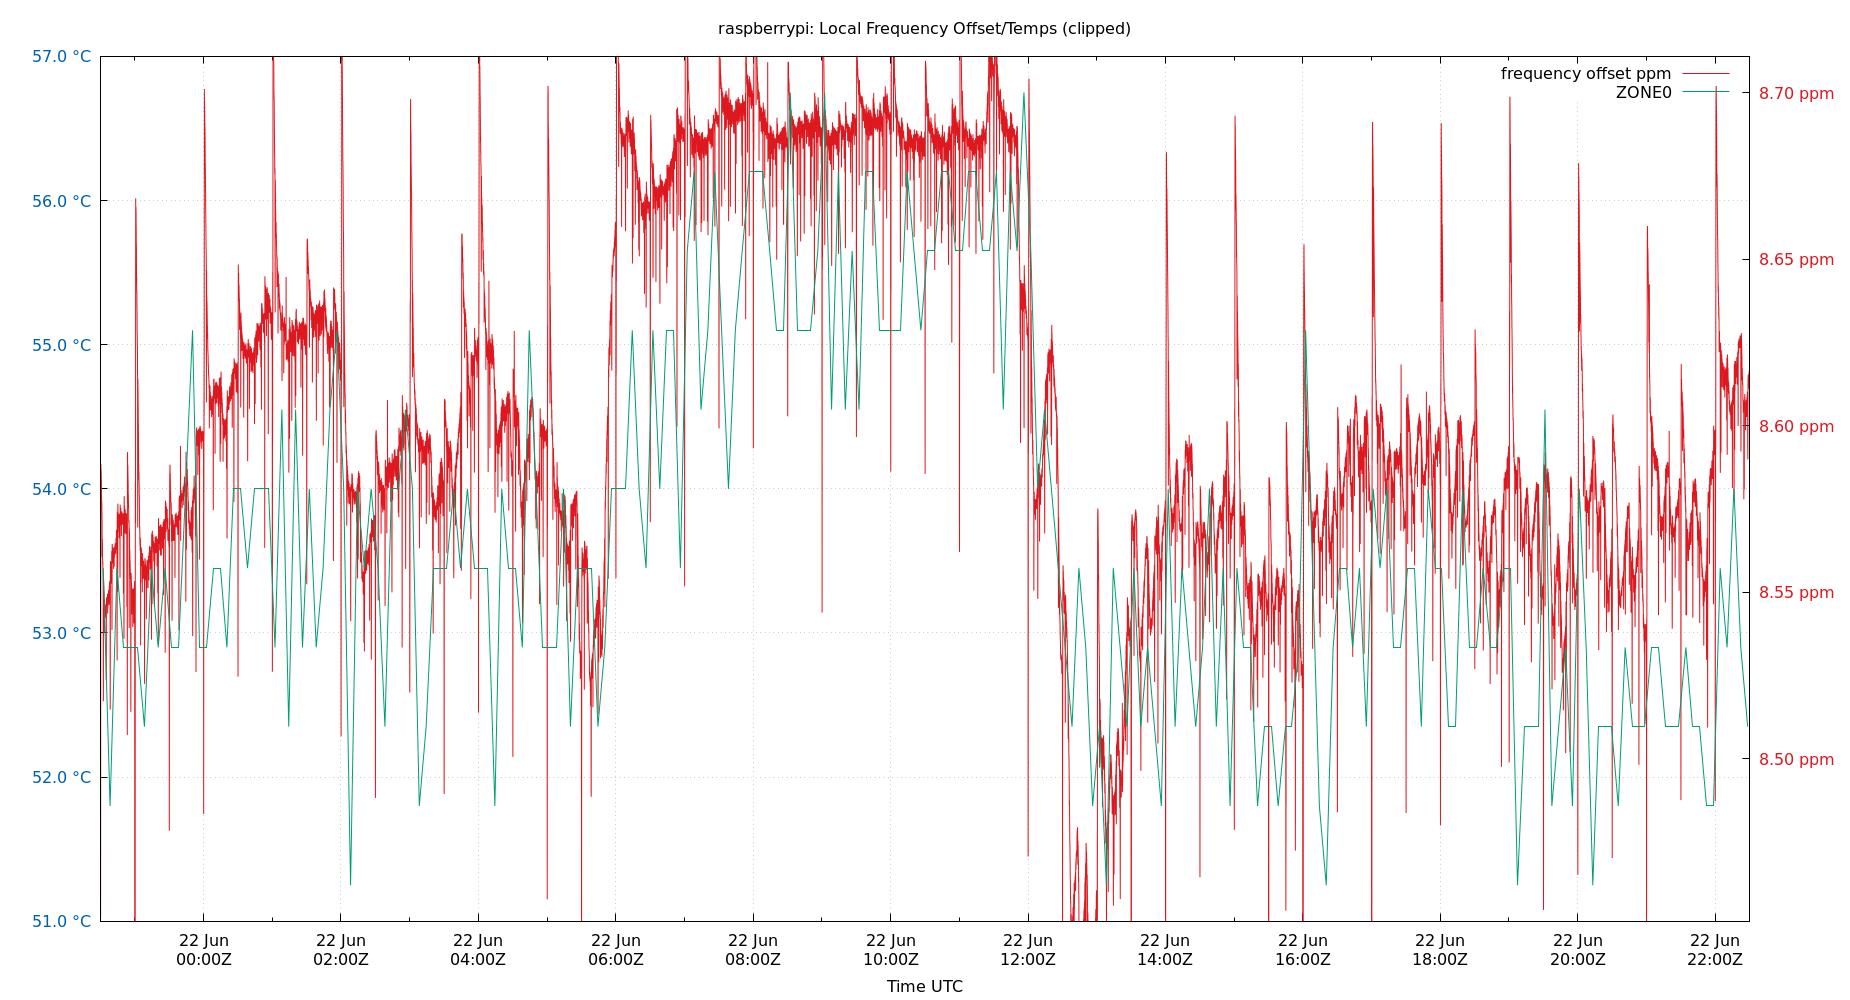 raspberrypi: Local Frequency Offset/Temps (clipped)
frequency offset ppm
ZONE0
57.0 °C
56.0 °C
55.0 °C
54.0 °C
53.0 °C
52.0 °C
51.0 °C
8.70 ppm
8.65 ppm
8.60 ppm
8.55 ppm
8.50 ppm
22 Jun 22 Jun 22 Jun 22 Jun 22 Jun 22 Jun 22 Jun 22 Jun 22 Jun 22 Jun 22 Jun 22 Jun
00:00Z 02:00Z 04:00Z 06:00Z 08:00Z 10:00Z 12:00Z 14:00Z 16:00Z 18:00Z 20:00Z 22:00Z
Time UTC